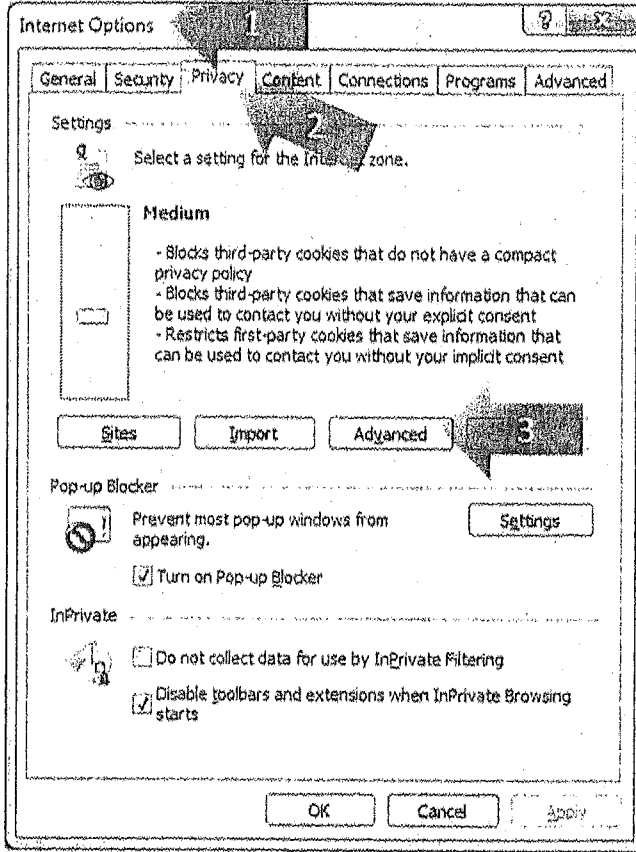 Internet Options
1
?
General Security Privacy Content Connections Programs Advanced
2
Settings
Select a setting for the zone.
Medium
- Blocks third-party cookies that do not have a compact
privacy policy
- Blocks third-party cookies that save information that can
be used to contact you without your explicit consent
- Restricts first-party cookies that save information that
can be used to contact you without your implicit consent
Sites Import Advanced
3
Pop-up Blocker
Prevent most pop-up windows from
appearing.
Settings
Turn on Pop-up Blocker
InPrivate
Do not collect data for use by InPrivate Filtering
Disable toolbars and extensions when InPrivate Browsing
starts
OK Cancel Apply